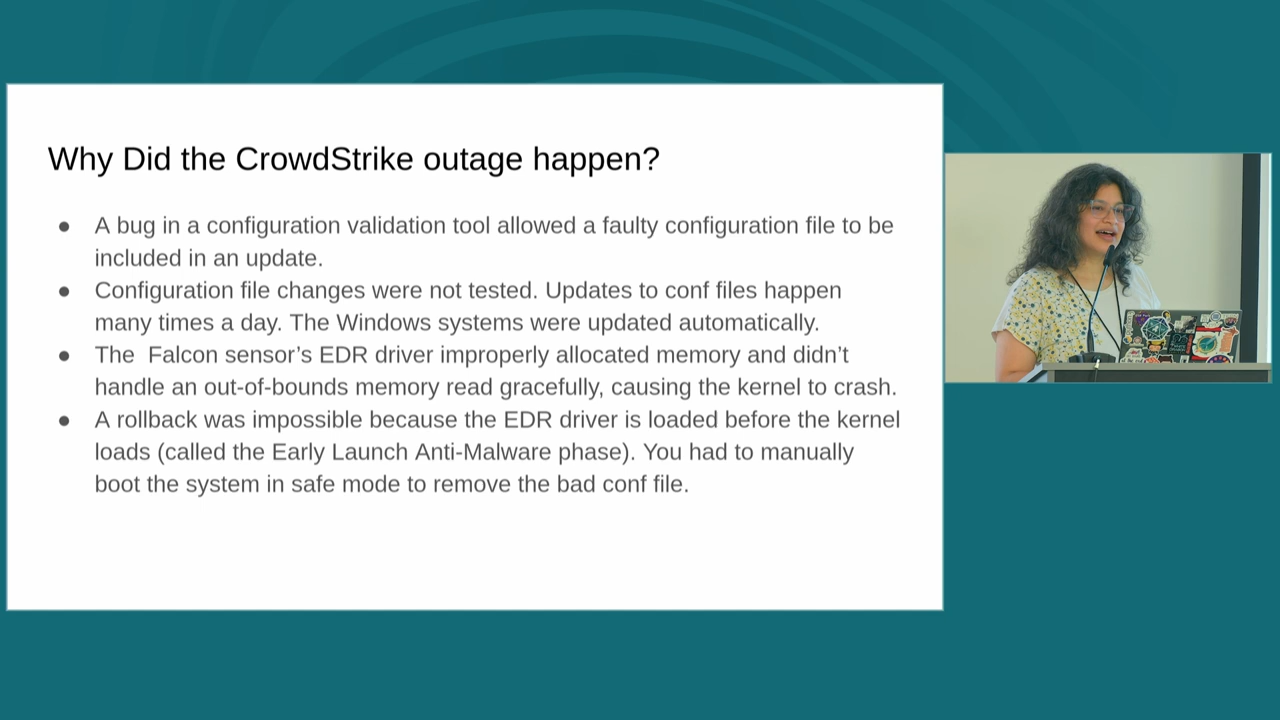 Why Did the CrowdStrike outage happen?
● A bug in a configuration validation tool allowed a faulty configuration file to be
included in an update.
● Configuration file changes were not tested. Updates to conf files happen
many times a day. The Windows systems were updated automatically.
● The  Falcon sensor’s EDR driver improperly allocated memory and didn’t
handle an out-of-bounds memory read gracefully, causing the kernel to crash.
● A rollback was impossible because the EDR driver is loaded before the kernel
loads (called the Early Launch Anti-Malware phase). You had to manually
boot the system in safe mode to remove the bad conf file.